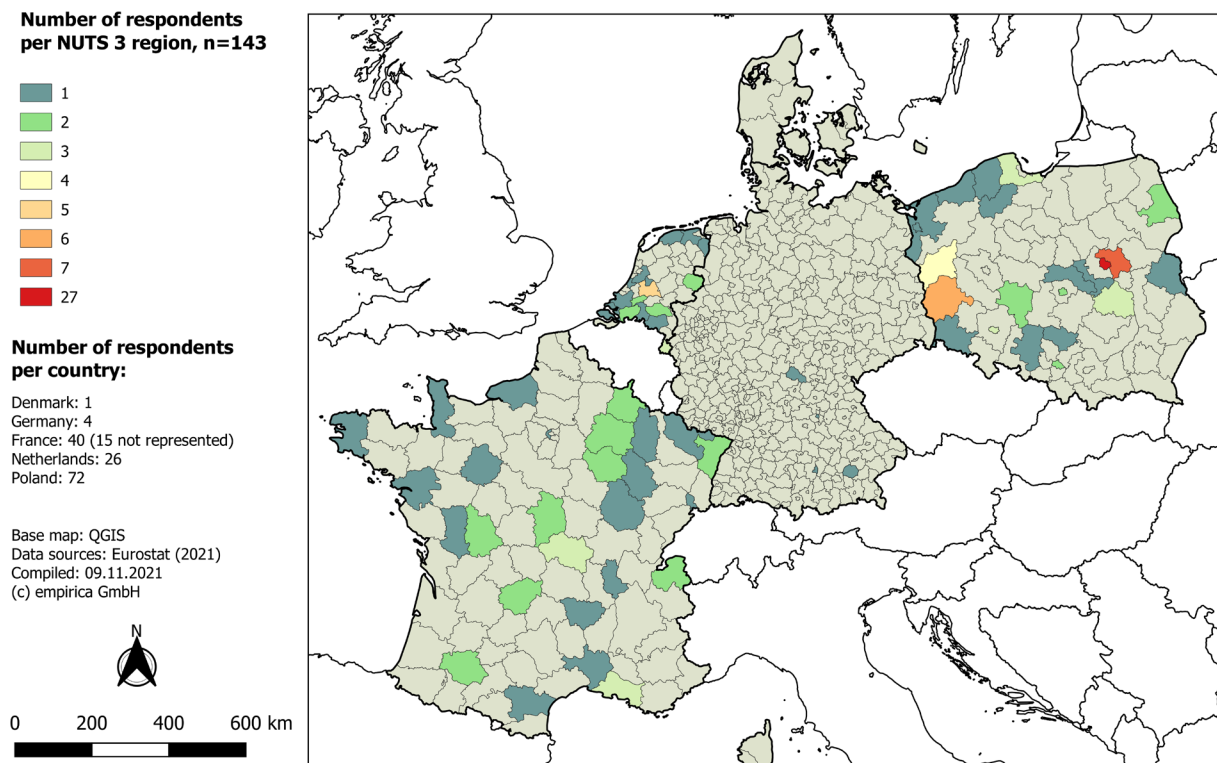 Number of respondents
per NUTS 3 region, n=143
1
2
3
4
5
6
7
27
Number of respondents
per country:
Denmark: 1
Germany: 4
France: 40 (15 not represented)
Netherlands: 26
Poland: 72
Base map: QGIS
Data sources: Eurostat (2021)
Compiled: 09.11.2021
(c) empirica GmbH
N
0 200 400 600 km